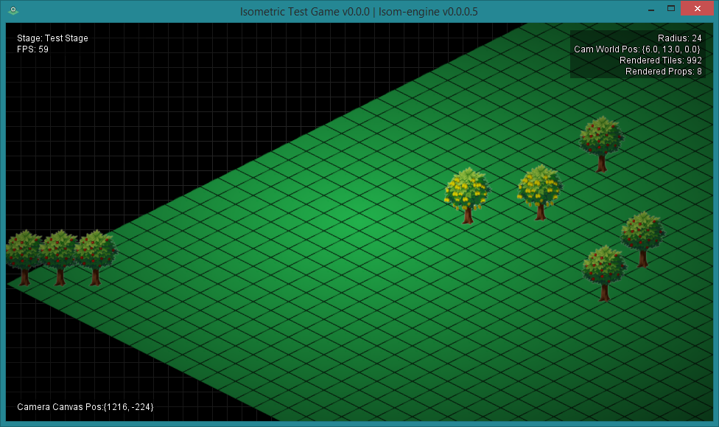 Isometric Test Game v0.0.0 | Isom-engine v0.0.0.5
Stage: Test Stage
FPS: 59
Radius: 24
Cam World Pos: {6.0, 13.0, 0.0}
Rendered Tiles: 992
Rendered Props: 8
Camera Canvas Pos:{1216, -224}